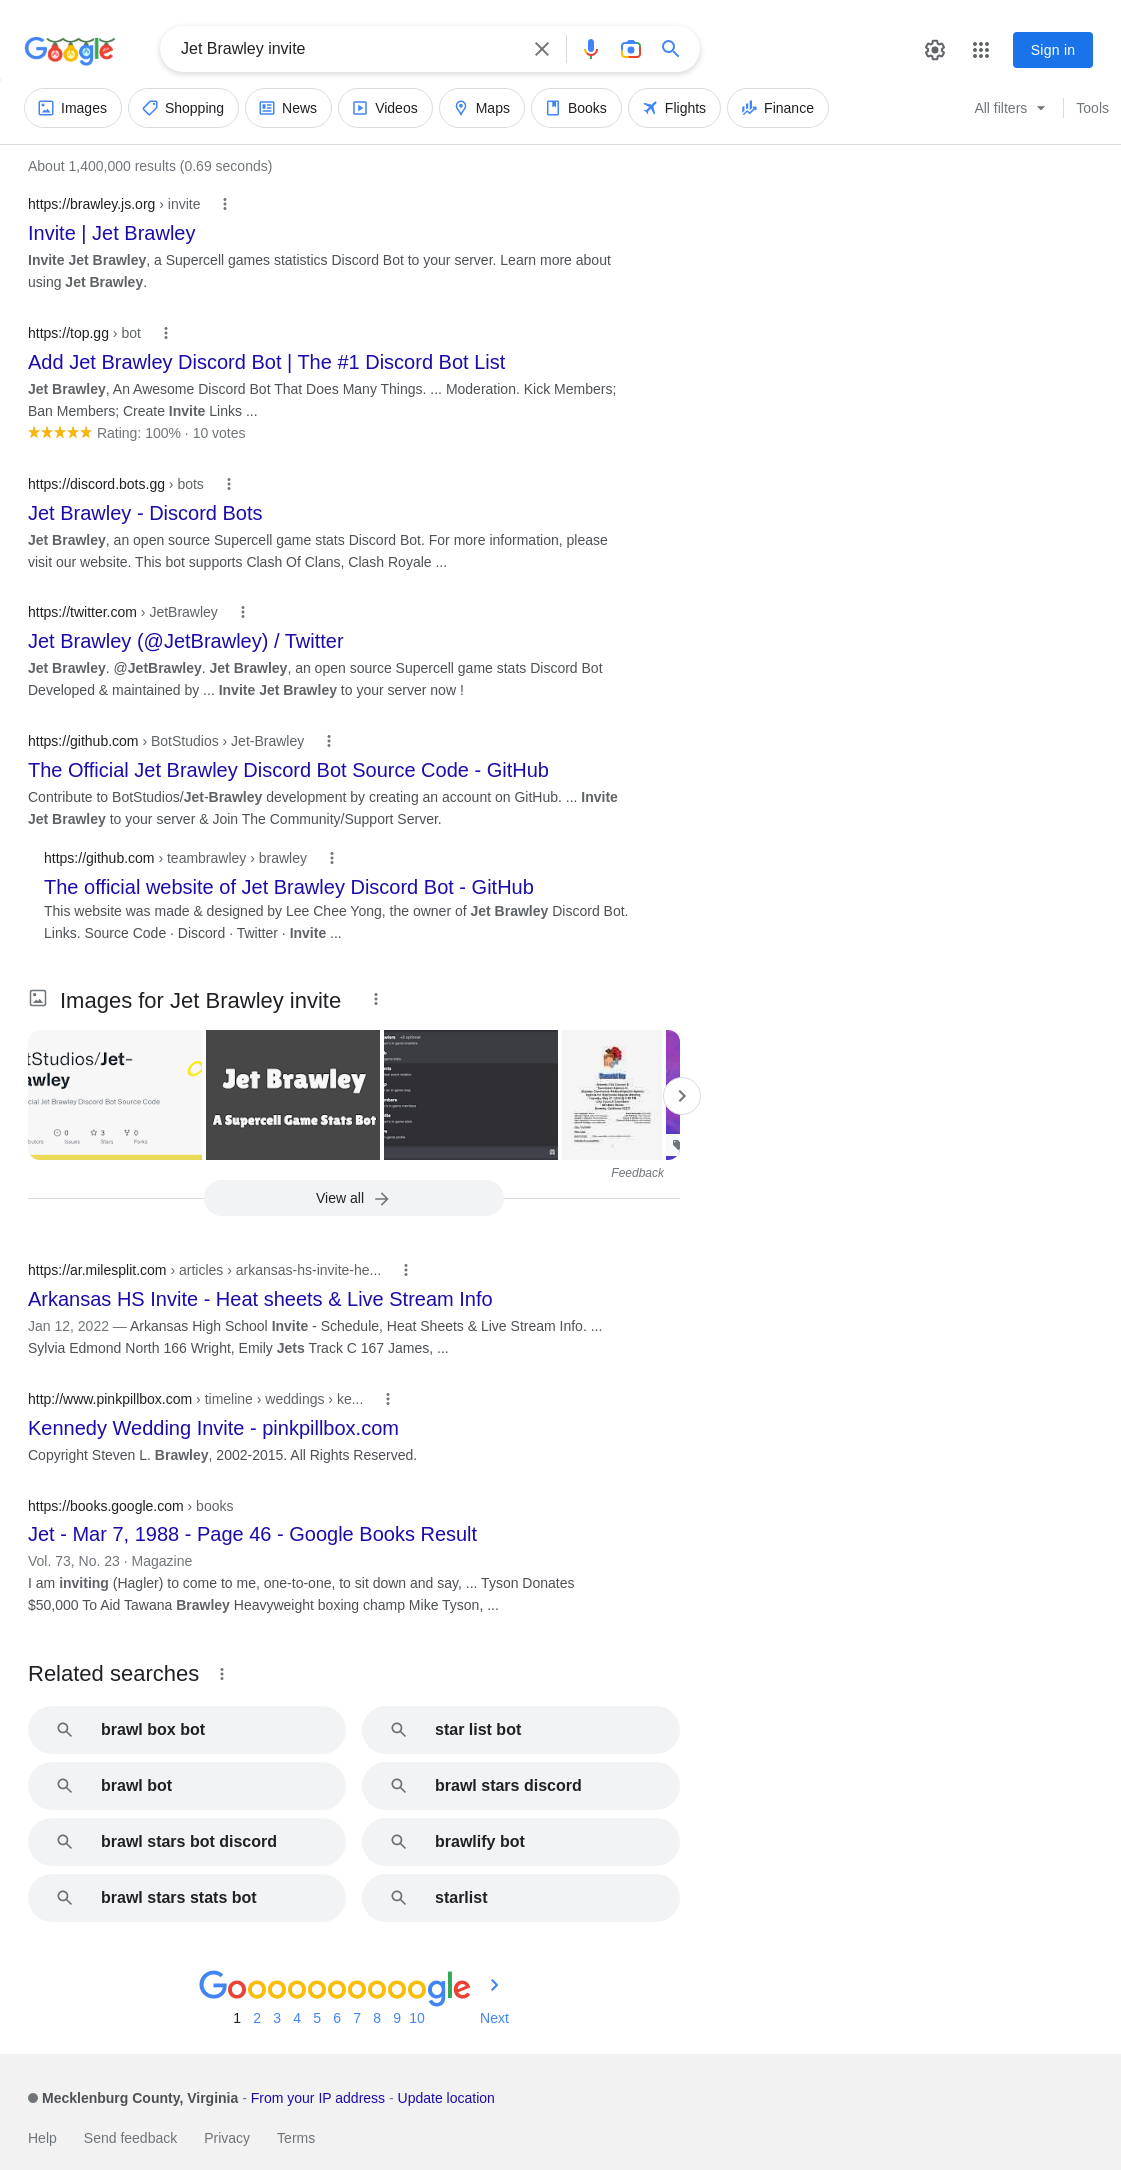 Google
Jet Brawley invite
Sign in
Images
Shopping
News
Videos
Maps
Books
Flights
Finance
All filters
Tools
About 1,400,000 results (0.69 seconds)
https://brawley.js.org › invite
Invite | Jet Brawley
Invite Jet Brawley, a Supercell games statistics Discord Bot to your server. Learn more about
using Jet Brawley.
https://top.gg › bot
Add Jet Brawley Discord Bot | The #1 Discord Bot List
Jet Brawley, An Awesome Discord Bot That Does Many Things. ... Moderation. Kick Members;
Ban Members; Create Invite Links ...
Rating: 100% · 10 votes
https://discord.bots.gg › bots
Jet Brawley - Discord Bots
Jet Brawley, an open source Supercell game stats Discord Bot. For more information, please
visit our website. This bot supports Clash Of Clans, Clash Royale ...
https://twitter.com › JetBrawley
Jet Brawley (@JetBrawley) / Twitter
Jet Brawley. @JetBrawley. Jet Brawley, an open source Supercell game stats Discord Bot
Developed & maintained by ... Invite Jet Brawley to your server now !
https://github.com › BotStudios › Jet-Brawley
The Official Jet Brawley Discord Bot Source Code - GitHub
Contribute to BotStudios/Jet-Brawley development by creating an account on GitHub. ... Invite
Jet Brawley to your server & Join The Community/Support Server.
https://github.com › teambrawley › brawley
The official website of Jet Brawley Discord Bot - GitHub
This website was made & designed by Lee Chee Yong, the owner of Jet Brawley Discord Bot.
Links. Source Code · Discord · Twitter · Invite ...
Images for Jet Brawley invite
tStudios/Jet-
awley
cial Jet Brawley Discord Bot Source Code
0
3
0
Issues
Stars
Forks
Jet Brawley
A Supercell Game Stats Bot
Feedback
View all
https://ar.milesplit.com › articles › arkansas-hs-invite-he...
Arkansas HS Invite - Heat sheets & Live Stream Info
Jan 12, 2022 — Arkansas High School Invite - Schedule, Heat Sheets & Live Stream Info. ...
Sylvia Edmond North 166 Wright, Emily Jets Track C 167 James, ...
http://www.pinkpillbox.com › timeline › weddings › ke...
Kennedy Wedding Invite - pinkpillbox.com
Copyright Steven L. Brawley, 2002-2015. All Rights Reserved.
https://books.google.com › books
Jet - Mar 7, 1988 - Page 46 - Google Books Result
Vol. 73, No. 23 · Magazine
I am inviting (Hagler) to come to me, one-to-one, to sit down and say, ... Tyson Donates
$50,000 To Aid Tawana Brawley Heavyweight boxing champ Mike Tyson, ...
Related searches
brawl box bot
star list bot
brawl bot
brawl stars discord
brawl stars bot discord
brawlify bot
brawl stars stats bot
starlist
Goooooooooogle
1 2 3 4 5 6 7 8 9 10 Next
Mecklenburg County, Virginia - From your IP address - Update location
Help Send feedback Privacy Terms